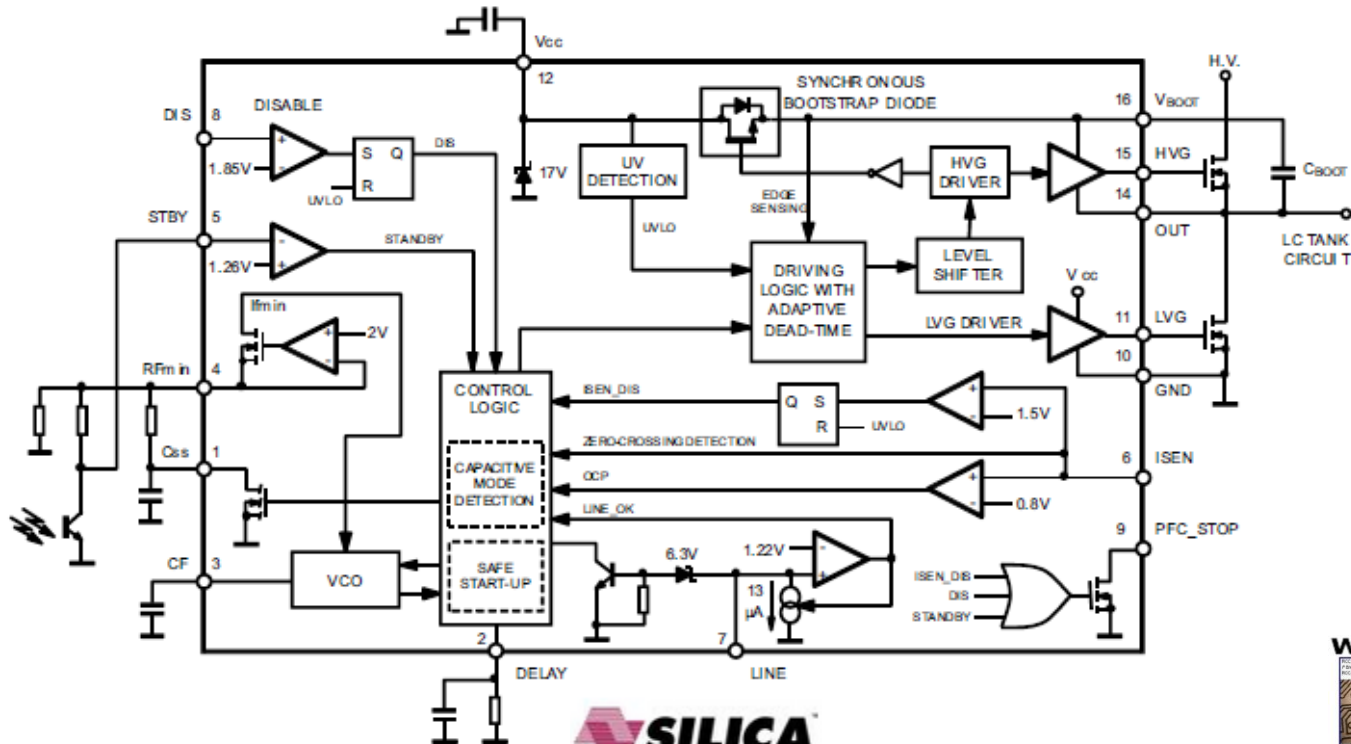 Vcc
12
H.V.
SYNCHRONOUS
BOOTSTRAP DIODE
16
VBOOT
DIS
8
DISABLE
S
Q
DIS
R
1.85V
UVLO
17V
UV
DETECTION
HVG
DRIVER
15
HVG
CBOOT
14
OUT
EDGE
SENSING
LC TANK
CIRCUIT
STBY
5
1.26V
STANDBY
UVLO
DRIVING
LOGIC WITH
ADAPTIVE
DEAD-TIME
LEVEL
SHIFTER
Vcc
LVG DRIVER
11
LVG
10
GND
Ifmin
2V
RFmin
4
CONTROL
LOGIC
ISEN_DIS
Q
S
R
UVLO
1.5V
ZERO-CROSSING DETECTION
6
ISEN
Css
1
CAPACITIVE
MODE
DETECTION
OCP
0.8V
LINE_OK
9
PFC_STOP
CF
3
VCO
SAFE
START-UP
6.3V
1.22V
13
µA
ISEN_DIS
DIS
STANDBY
2
DELAY
7
LINE
SILICA